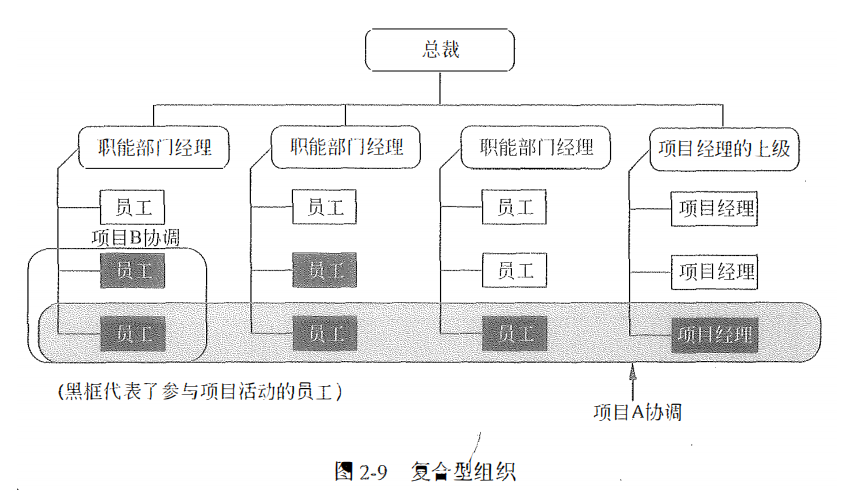 总裁
职能部门经理
职能部门经理
职能部门经理
项目经理的上级
员工
员工
员工
项目经理
项目B协调
员工
员工
员工
项目经理
员工
员工
员工
项目经理
(黑框代表了参与项目活动的员工)
项目A协调
图 2-9 复合型组织